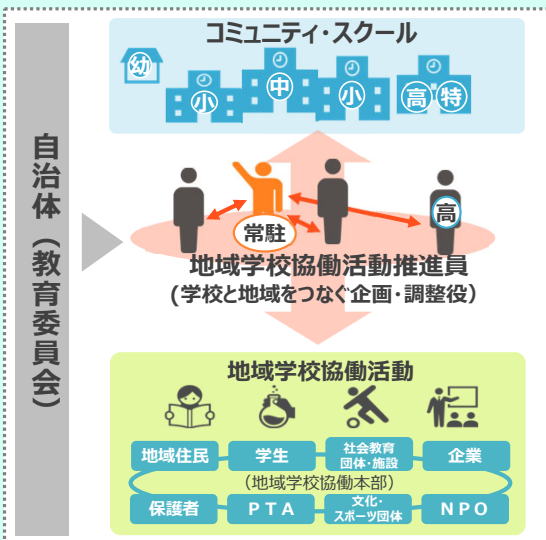 コミュニティ・スクール
幼
小
中
小
高
特
自治体（教育委員会）
常駐
高
地域学校協働活動推進員
(学校と地域をつなぐ企画・調整役）
地域学校協働活動
地域住民
学生
社会教育
団体・施設
企業
（地域学校協働本部）
保護者
ＰＴＡ
文化・
スポーツ団体
ＮＰＯ